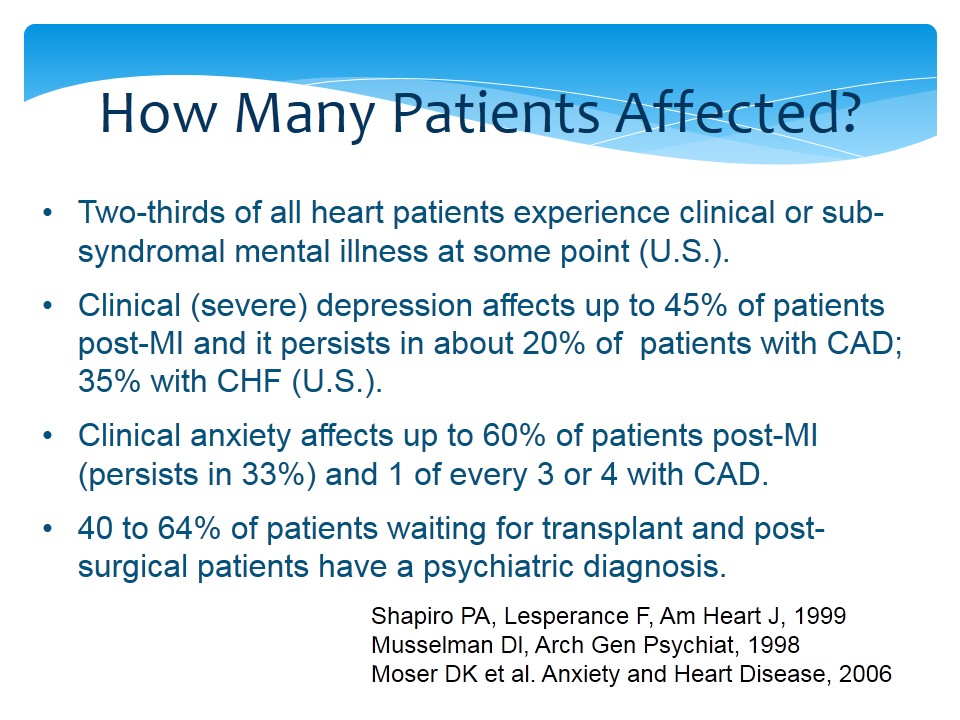 How Many Patients Affected?
• Two-thirds of all heart patients experience clinical or sub-
syndromal mental illness at some point (U.S.).
• Clinical (severe) depression affects up to 45% of patients
post-MI and it persists in about 20% of  patients with CAD;
35% with CHF (U.S.).
• Clinical anxiety affects up to 60% of patients post-MI
(persists in 33%) and 1 of every 3 or 4 with CAD.
• 40 to 64% of patients waiting for transplant and post-
surgical patients have a psychiatric diagnosis.
Shapiro PA, Lesperance F, Am Heart J, 1999
Musselman Dl, Arch Gen Psychiat, 1998
Moser DK et al. Anxiety and Heart Disease, 2006